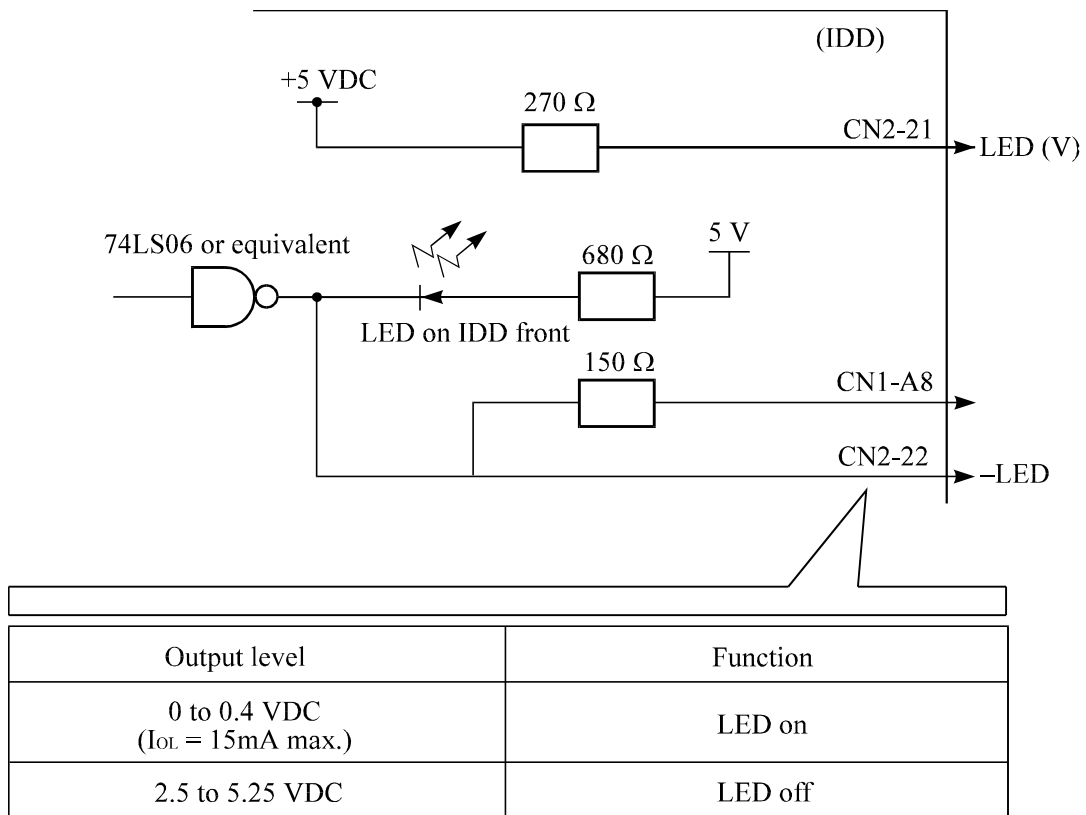 (IDD)
+5 VDC
270 Ω
CN2-21
LED (V)
74LS06 or equivalent
680 Ω
5 V
LED on IDD front
150 Ω
CN1-A8
CN2-22
–LED
Output level
Function
0 to 0.4 VDC
(IOL = 15mA max.)
LED on
2.5 to 5.25 VDC
LED off